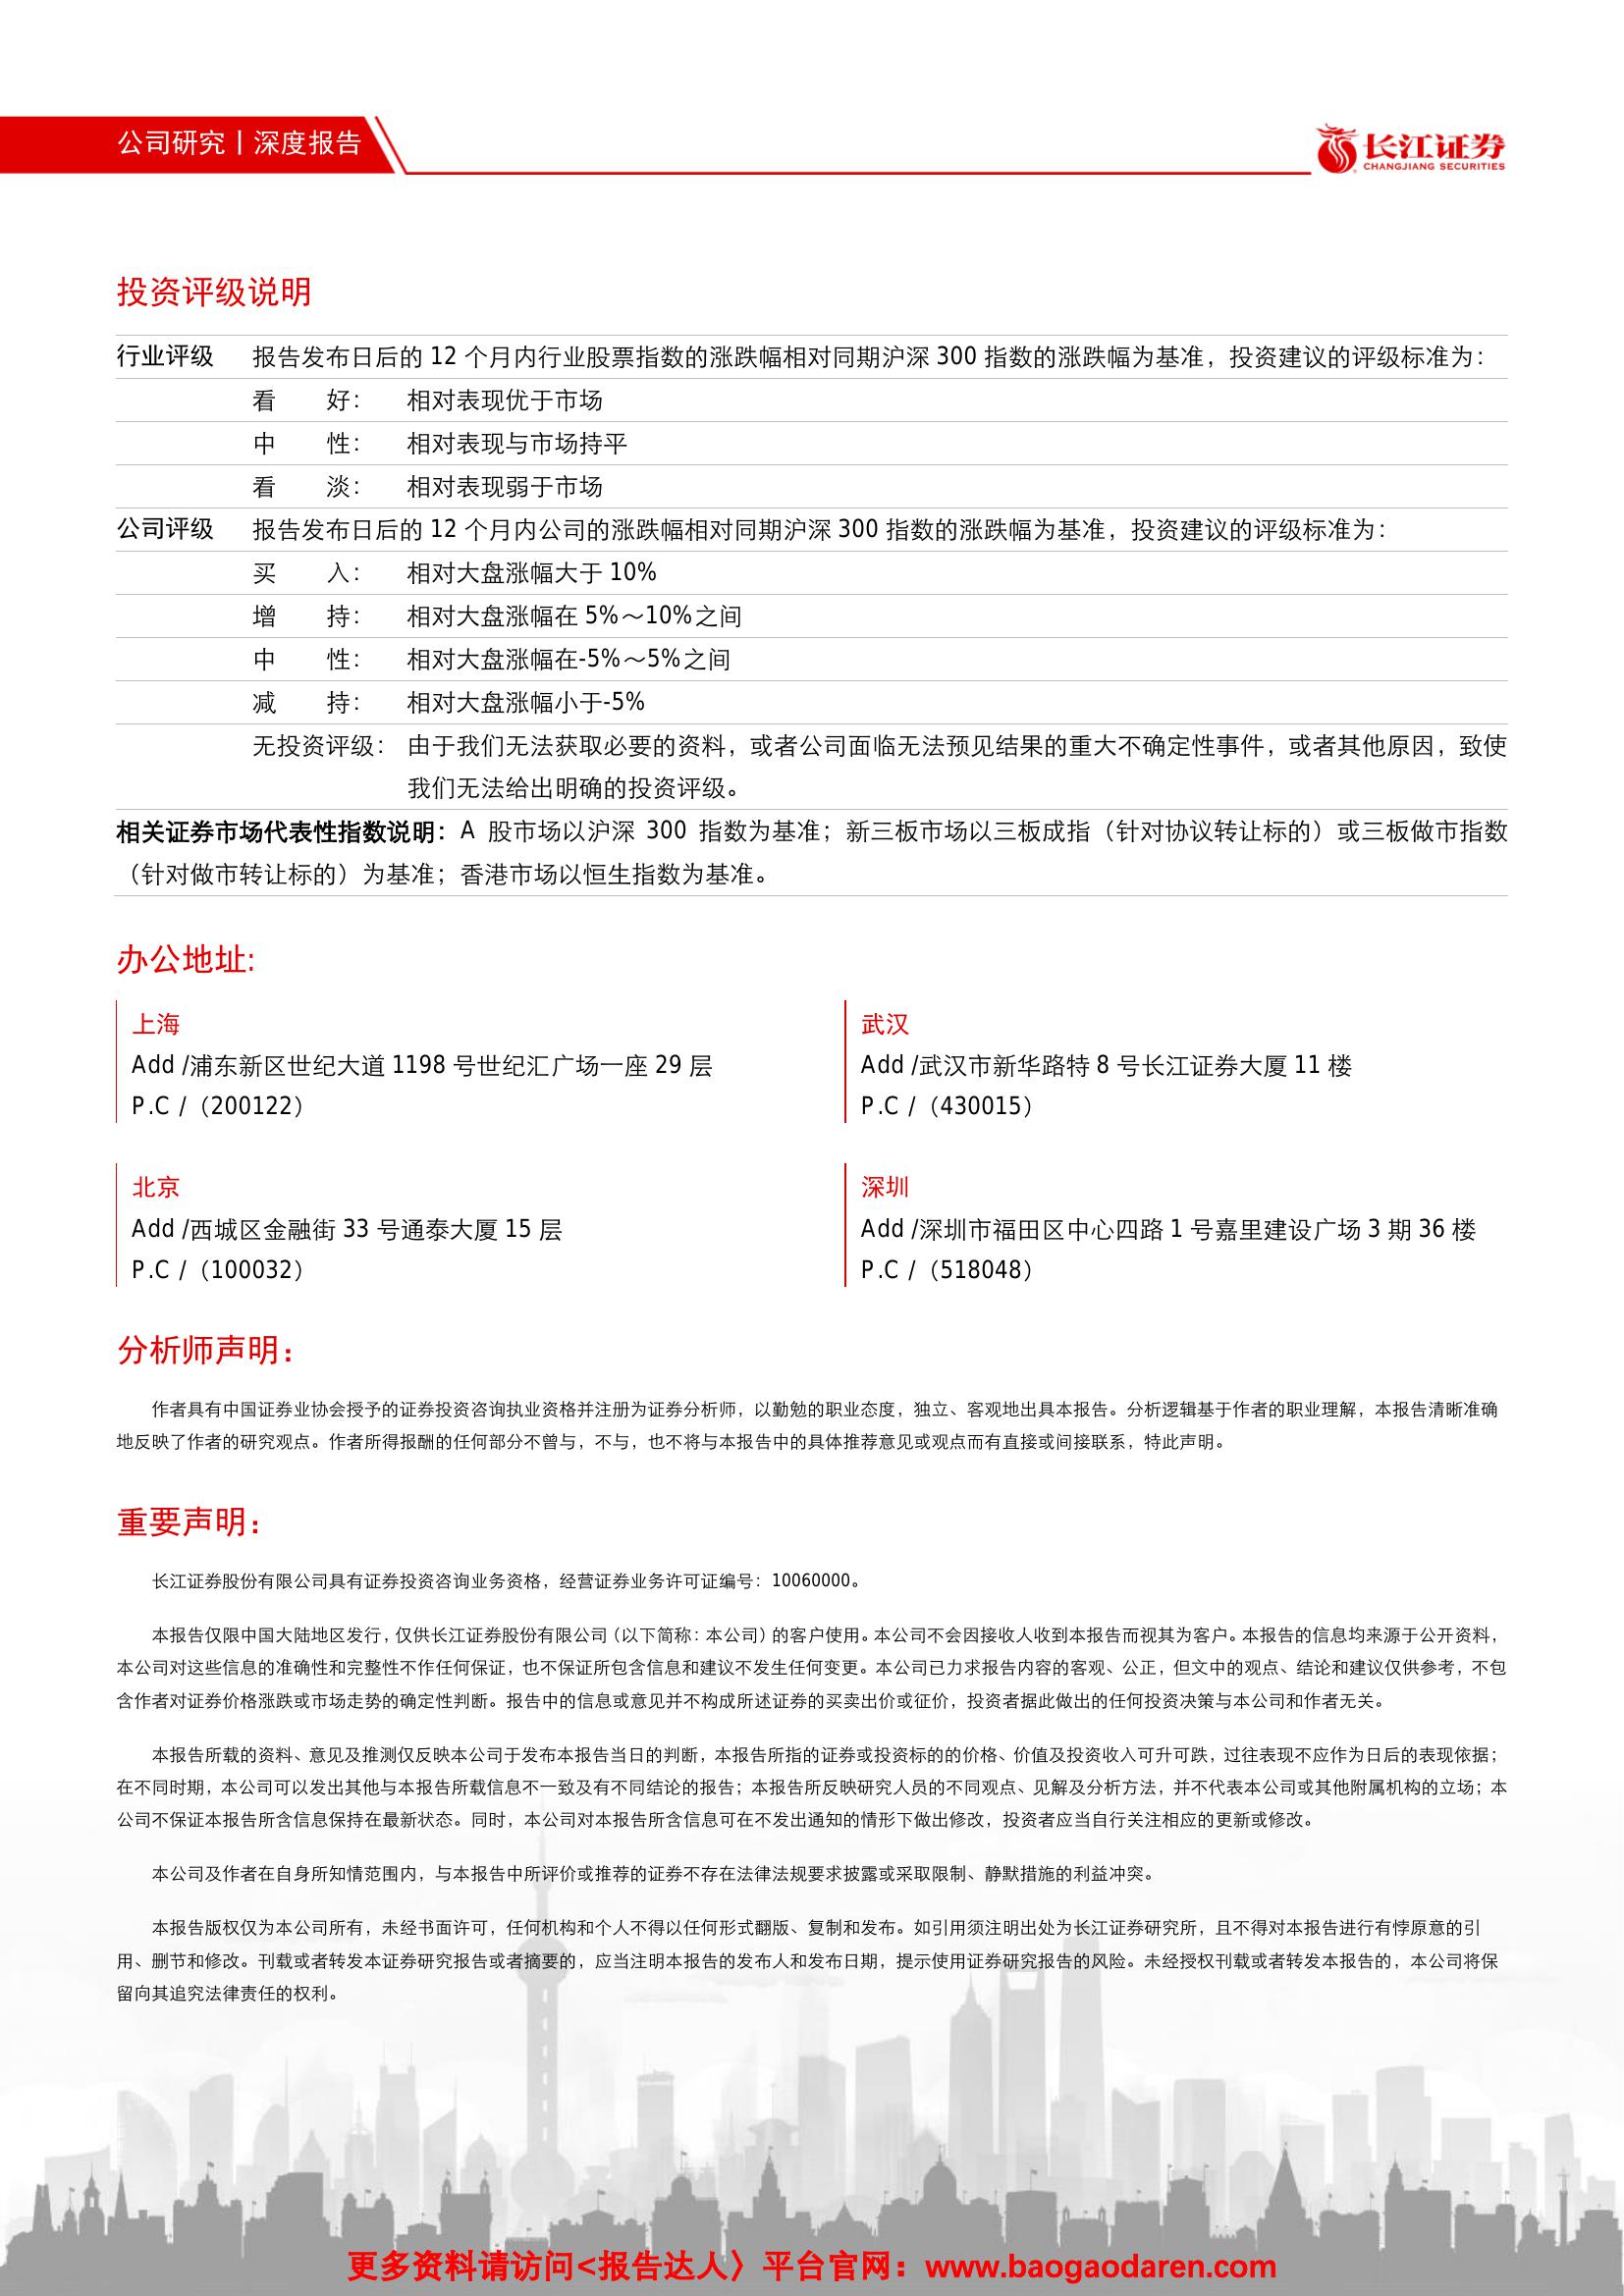 公司研究丨深度报告
长江证券
CHANGJIANG SECURITIES
投资评级说明
行业评级 报告发布日后的 12 个月内行业股票指数的涨跌幅相对同期沪深 300 指数的涨跌幅为基准，投资建议的评级标准为：
看 好： 相对表现优于市场
中 性： 相对表现与市场持平
看 淡： 相对表现弱于市场
公司评级 报告发布日后的 12 个月内公司的涨跌幅相对同期沪深 300 指数的涨跌幅为基准，投资建议的评级标准为：
买 入： 相对大盘涨幅大于 10%
增 持： 相对大盘涨幅在 5%～10%之间
中 性： 相对大盘涨幅在-5%～5%之间
减 持： 相对大盘涨幅小于-5%
无投资评级： 由于我们无法获取必要的资料，或者公司面临无法预见结果的重大不确定性事件，或者其他原因，致使
我们无法给出明确的投资评级。
相关证券市场代表性指数说明：A 股市场以沪深 300 指数为基准；新三板市场以三板成指（针对协议转让标的）或三板做市指数
（针对做市转让标的）为基准；香港市场以恒生指数为基准。
办公地址:
上海
Add /浦东新区世纪大道 1198 号世纪汇广场一座 29 层
P.C /（200122）
武汉
Add /武汉市新华路特 8 号长江证券大厦 11 楼
P.C /（430015）
北京
Add /西城区金融街 33 号通泰大厦 15 层
P.C /（100032）
深圳
Add /深圳市福田区中心四路 1 号嘉里建设广场 3 期 36 楼
P.C /（518048）
分析师声明：
作者具有中国证券业协会授予的证券投资咨询执业资格并注册为证券分析师，以勤勉的职业态度，独立、客观地出具本报告。分析逻辑基于作者的职业理解，本报告清晰准确
地反映了作者的研究观点。作者所得报酬的任何部分不曾与，不与，也不将与本报告中的具体推荐意见或观点而有直接或间接联系，特此声明。
重要声明：
长江证券股份有限公司具有证券投资咨询业务资格，经营证券业务许可证编号：10060000。
本报告仅限中国大陆地区发行，仅供长江证券股份有限公司（以下简称：本公司）的客户使用。本公司不会因接收人收到本报告而视其为客户。本报告的信息均来源于公开资料，
本公司对这些信息的准确性和完整性不作任何保证，也不保证所包含信息和建议不发生任何变更。本公司已力求报告内容的客观、公正，但文中的观点、结论和建议仅供参考，不包
含作者对证券价格涨跌或市场走势的确定性判断。报告中的信息或意见并不构成所述证券的买卖出价或征价，投资者据此做出的任何投资决策与本公司和作者无关。
本报告所载的资料、意见及推测仅反映本公司于发布本报告当日的判断，本报告所指的证券或投资标的的价格、价值及投资收入可升可跌，过往表现不应作为日后的表现依据；
在不同时期，本公司可以发出其他与本报告所载信息不一致及有不同结论的报告；本报告所反映研究人员的不同观点、见解及分析方法，并不代表本公司或其他附属机构的立场；本
公司不保证本报告所含信息保持在最新状态。同时，本公司对本报告所含信息可在不发出通知的情形下做出修改，投资者应当自行关注相应的更新或修改。
本公司及作者在自身所知情范围内，与本报告中所评价或推荐的证券不存在法律法规要求披露或采取限制、静默措施的利益冲突。
本报告版权仅为本公司所有，未经书面许可，任何机构和个人不得以任何形式翻版、复制和发布。如引用须注明出处为长江证券研究所，且不得对本报告进行有悖原意的引
用、删节和修改。刊载或者转发本证券研究报告或者摘要的，应当注明本报告的发布人和发布日期，提示使用证券研究报告的风险。未经授权刊载或者转发本报告的，本公司将保
留向其追究法律责任的权利。
更多资料请访问<报告达人〉平台官网：www.baogaodaren.com